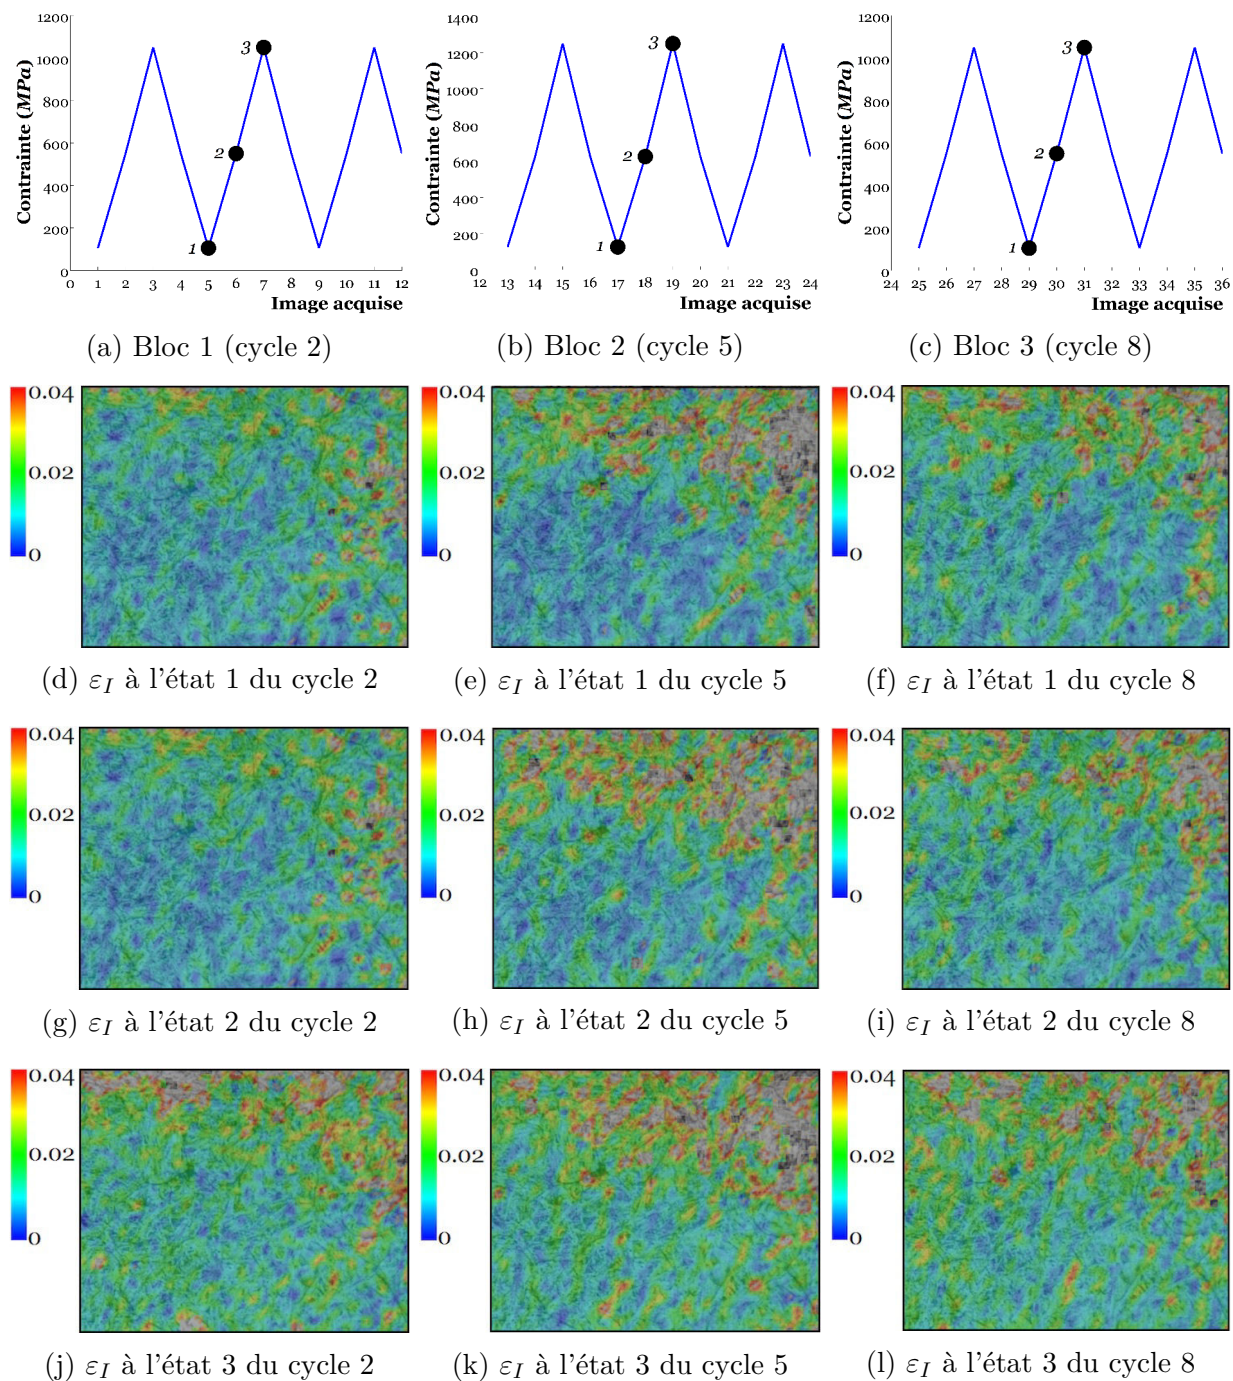 1200
1000
800
600
400
200
0
Contrainte (MPa)
3
2
1
0 1 2 3 4 5 6 7 8 9 10 11 12
Image acquise
(a) Bloc 1 (cycle 2)
1400
1200
1000
800
600
400
200
0
Contrainte (MPa)
3
2
1
12 13 14 15 16 17 18 19 20 21 22 23 24
Image acquise
(b) Bloc 2 (cycle 5)
1200
1000
800
600
400
200
0
Contrainte (MPa)
3
2
1
24 25 26 27 28 29 30 31 32 33 34 35 36
Image acquise
(c) Bloc 3 (cycle 8)
0.04
0.02
0
(d) ε_I à l'état 1 du cycle 2
0.04
0.02
0
(e) ε_I à l'état 1 du cycle 5
0.04
0.02
0
(f) ε_I à l'état 1 du cycle 8
0.04
0.02
0
(g) ε_I à l'état 2 du cycle 2
0.04
0.02
0
(h) ε_I à l'état 2 du cycle 5
0.04
0.02
0
(i) ε_I à l'état 2 du cycle 8
0.04
0.02
0
(j) ε_I à l'état 3 du cycle 2
0.04
0.02
0
(k) ε_I à l'état 3 du cycle 5
0.04
0.02
0
(l) ε_I à l'état 3 du cycle 8